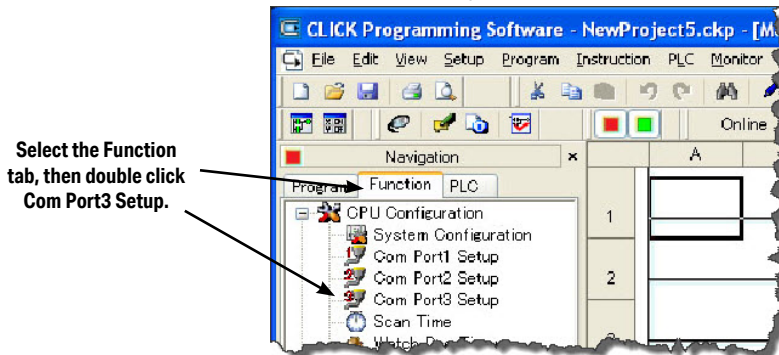 CLICK Programming Software - NewProject5.ckp - [M
File Edit View Setup Program Instruction PLC Monitor
Online
Select the Function
tab, then double click
Com Port3 Setup.
Navigation
Program Function PLC
CPU Configuration
System Configuration
Com Port1 Setup
Com Port2 Setup
Com Port3 Setup
Scan Time
A
1
2